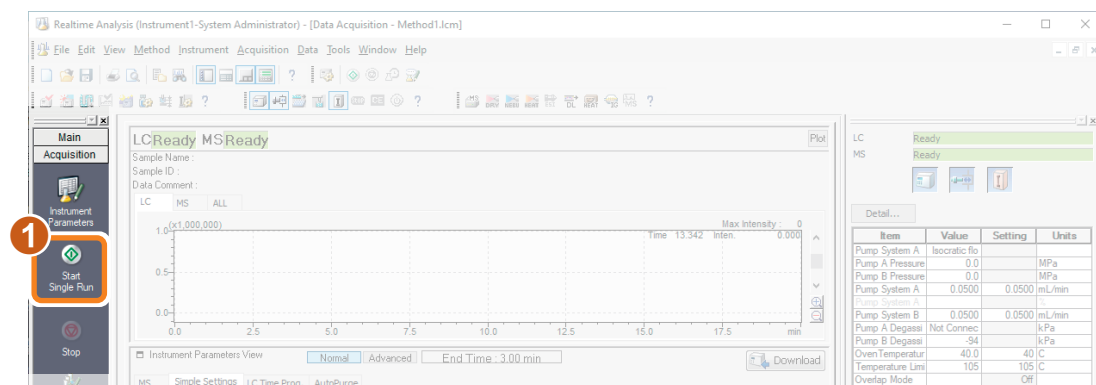 Realtime Analysis (Instrument1-System Administrator) - [Data Acquisition - Method1.lcm]
File Edit View Method Instrument Acquisition Data Tools Window Help
Main
Acquisition
Instrument
Parameters
1
Start
Single Run
Stop
LC Ready MS Ready
Plot
Sample Name :
Sample ID :
Data Comment :
LC MS ALL
(x1,000,000)
Max Intensity : 0
Time 13.342 Inten. 0.000
1.0
0.5
0.0
0.0 2.5 5.0 7.5 10.0 12.5 15.0 17.5 min
Instrument Parameters View Normal Advanced End Time : 3.00 min Download
MS Simple Settings LC Time Prog. AutoPurge
LC Ready
MS Ready
Detail...
Item Value Setting Units
Pump System A Isocratic flo
Pump A Pressure 0.0 MPa
Pump B Pressure 0.0 MPa
Pump System A 0.0500 0.0500 mL/min
Pump System A %
Pump System B 0.0500 0.0500 mL/min
Pump A Degassi Not Connec kPa
Pump B Degassi -94 kPa
OvenTemperatur 40.0 40 C
Temperature Limi 105 105 C
Overlap Mode Off